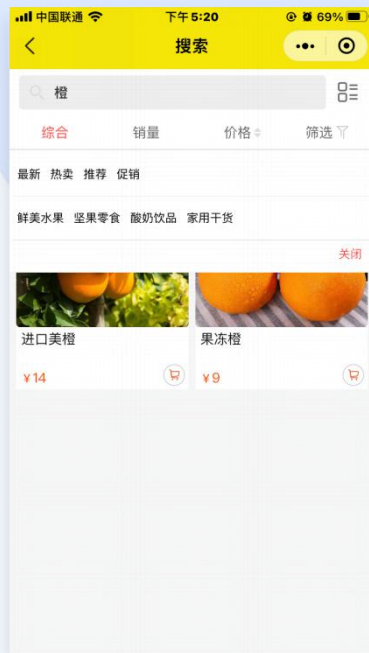 中国联通 下午5:20 69%
搜索
橙
综合 销量 价格 筛选
最新 热卖 推荐 促销
鲜美水果 坚果零食 酸奶饮品 家用干货
关闭
进口美橙 果冻橙
¥14 ¥9